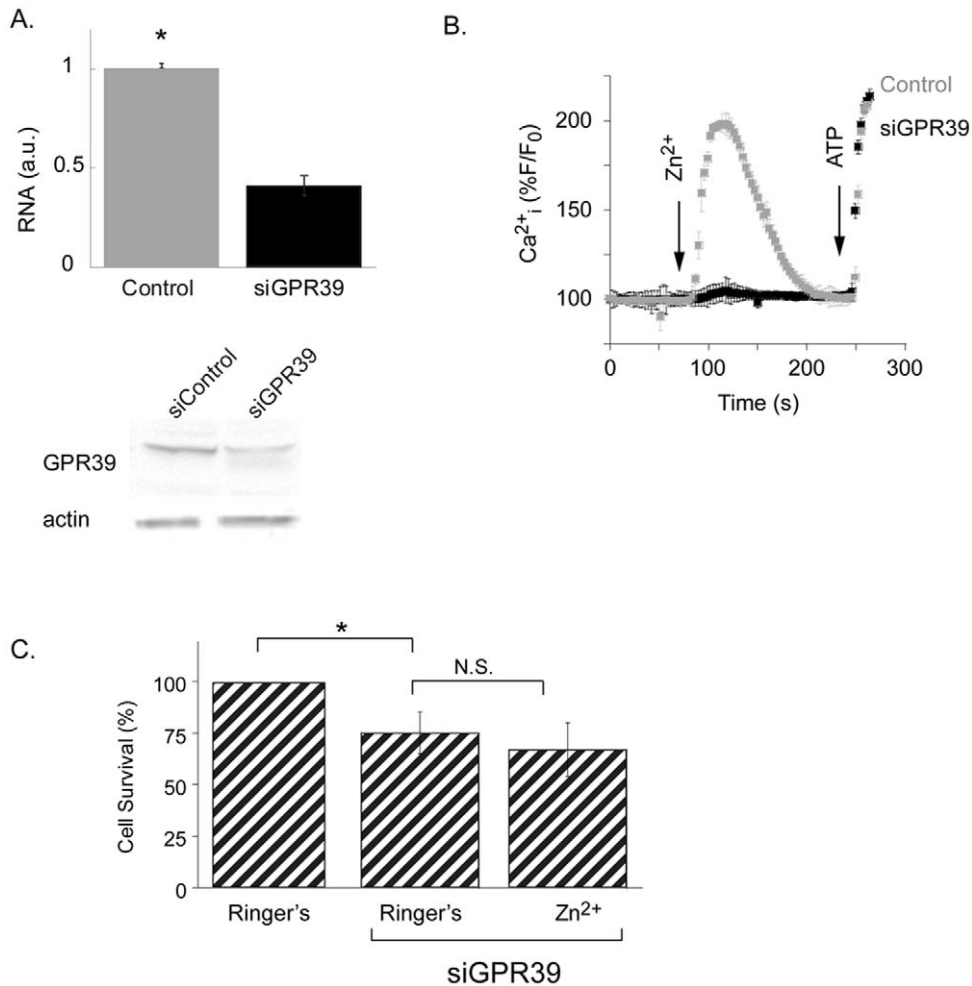 A.
*
1
0.5
0
RNA (a.u.)
Control siGPR39
siControl
siGPR39
GPR39
actin
B.
Control
siGPR39
Zn2+
ATP
200
150
100
Ca2+i (%F/F0)
0 100 200 300
Time (s)
C.
*
N.S.
100
75
50
25
0
Cell Survival (%)
Ringer's Ringer's Zn2+
siGPR39